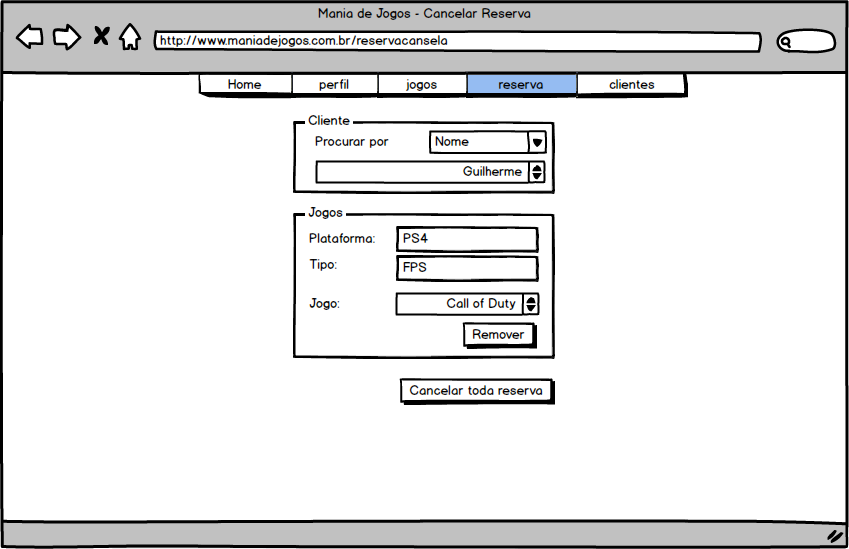 Mania de Jogos - Cancelar Reserva
http://www.maniadejogos.com.br/reservacansela
Home perfil jogos reserva clientes
Cliente
Procurar por Nome
Guilherme
Jogos
Plataforma: PS4
Tipo: FPS
Jogo: Call of Duty
Remover
Cancelar toda reserva